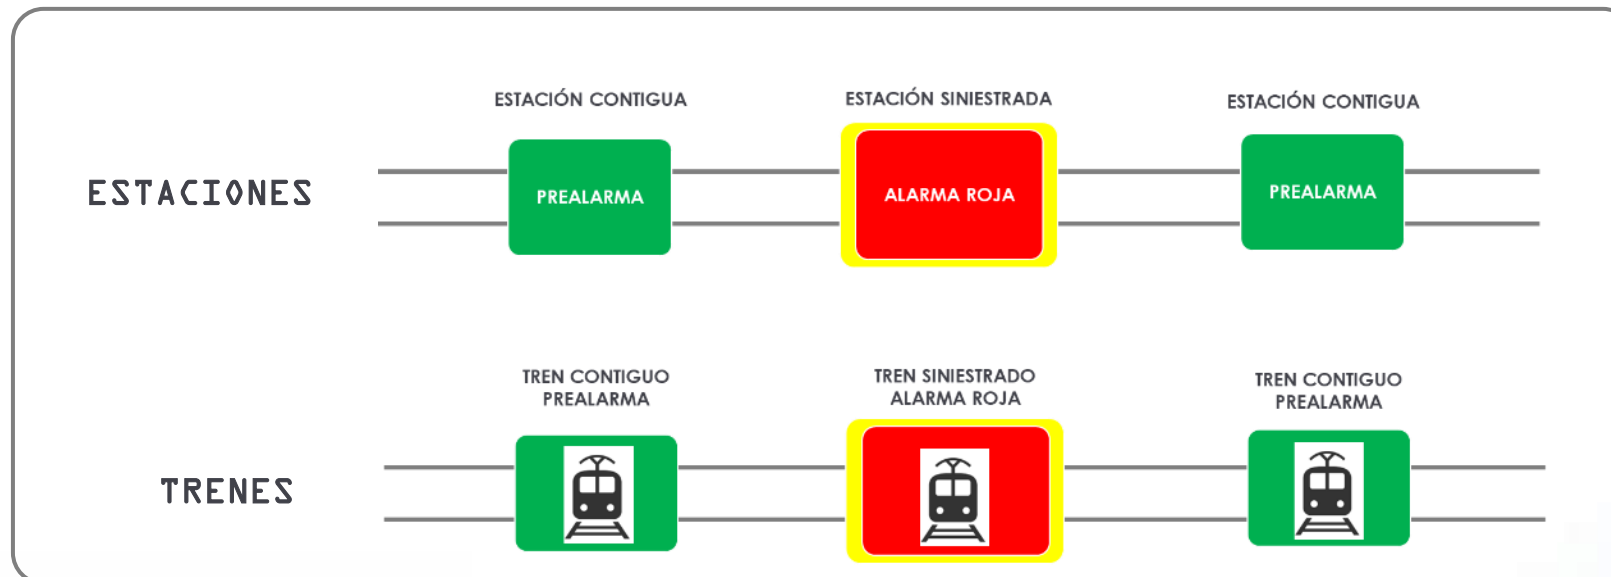 ESTACIÓN CONTIGUA
ESTACIÓN SINIESTRADA
ESTACIÓN CONTIGUA
ESTACIONES
PREALARMA
ALARMA ROJA
PREALARMA
TREN CONTIGUO
PREALARMA
TREN SINIESTRADO
ALARMA ROJA
TREN CONTIGUO
PREALARMA
TRENES